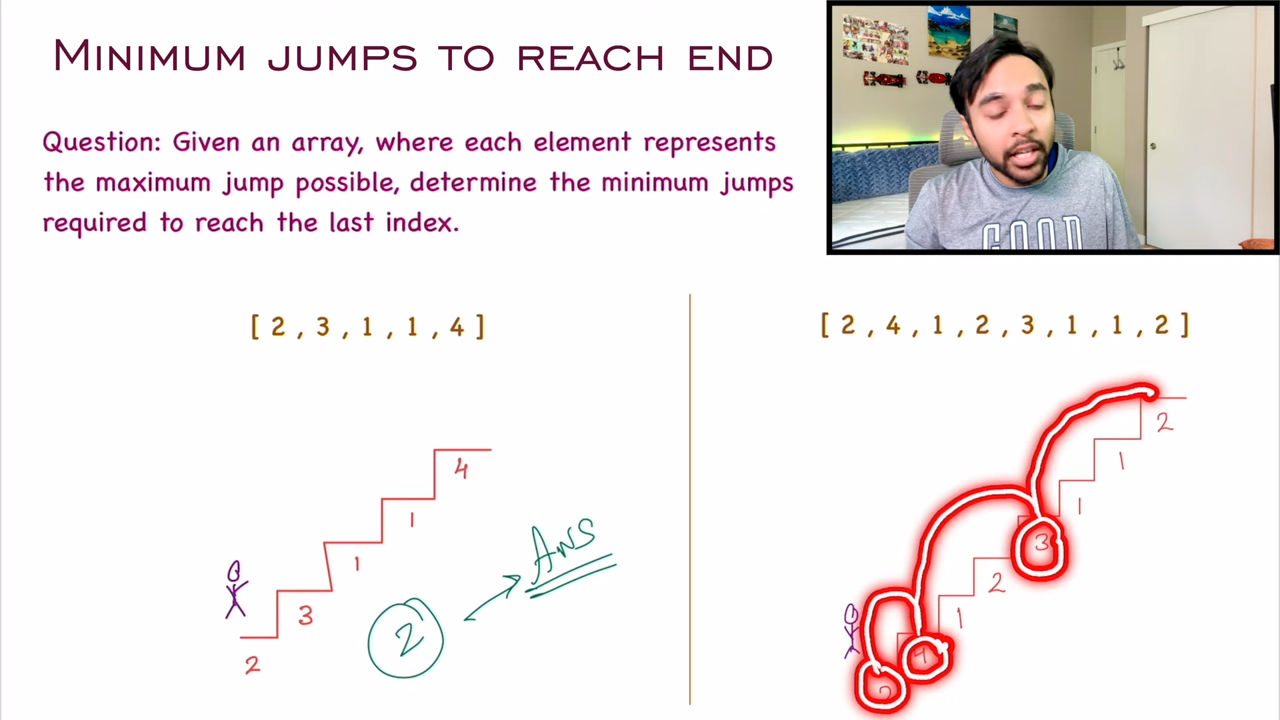 MINIMUM JUMPS TO REACH END
Question: Given an array, where each element represents
the maximum jump possible, determine the minimum jumps
required to reach the last index.
[ 2 , 3 , 1 , 1 , 4 ]
2
3
1
1
4
2
Ans
[ 2 , 4 , 1 , 2 , 3 , 1 , 1 , 2 ]
2
4
1
2
3
1
1
2
GOOD